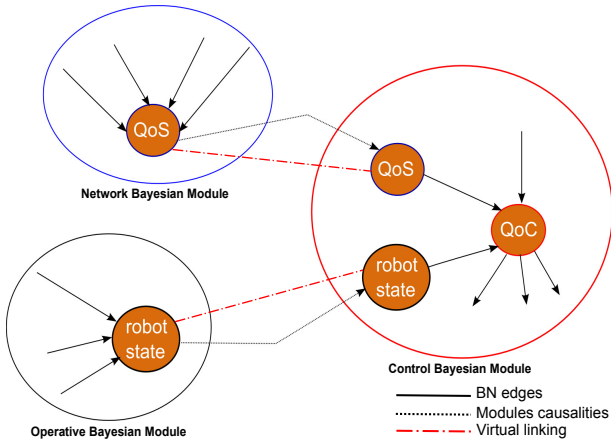 QoS
Network Bayesian Module
QoS
QoC
robot
state
robot
state
Control Bayesian Module
Operative Bayesian Module
BN edges
Modules causalities
Virtual linking